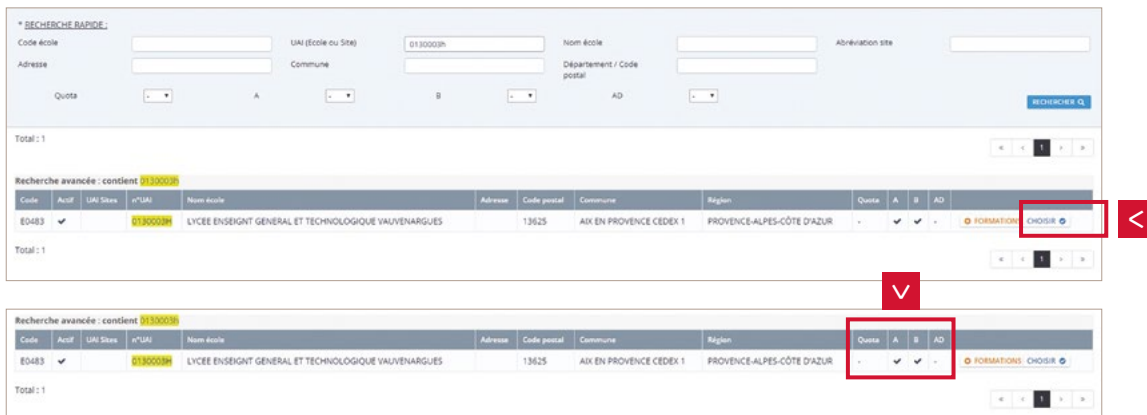 * RECHERCHE RAPIDE :
Code école UAI (École ou Site) 0130003h Nom école Abréviation site
Adresse Commune Département / Code postal
Quota - A - B - AD -
RECHERCHER
Total : 1
« ‹ 1 › »
Recherche avancée : contient 0130003h
Code Actif UAI Sites n°UAI Nom école Adresse Code postal Commune Région Quota A B AD
E0483 ✔ 0130003H LYCEE ENSEIGNT GENERAL ET TECHNOLOGIQUE VAUVENARGUES 13625 AIX EN PROVENCE CEDEX 1 PROVENCE-ALPES-CÔTE D'AZUR - ✔ ✔ - FORMATIONS CHOISIR
<
Total : 1
« ‹ 1 › »
V
Recherche avancée : contient 0130003h
Code Actif UAI Sites n°UAI Nom école Adresse Code postal Commune Région Quota A B AD
E0483 ✔ 0130003H LYCEE ENSEIGNT GENERAL ET TECHNOLOGIQUE VAUVENARGUES 13625 AIX EN PROVENCE CEDEX 1 PROVENCE-ALPES-CÔTE D'AZUR - ✔ ✔ - FORMATIONS CHOISIR
Total : 1
« ‹ 1 › »